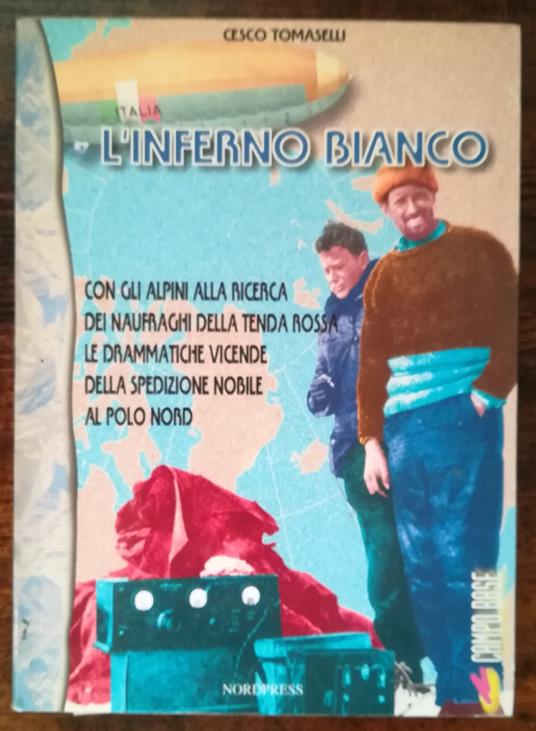 CESCO TOMASELLI
ITALIA
L'INFERNO BIANCO
CON GLI ALPINI ALLA RICERCA
DEI NAUFRAGHI DELLA TENDA ROSSA
LE DRAMMATICHE VICENDE
DELLA SPEDIZIONE NOBILE
AL POLO NORD
CAMPO BASE
NORDPRESS